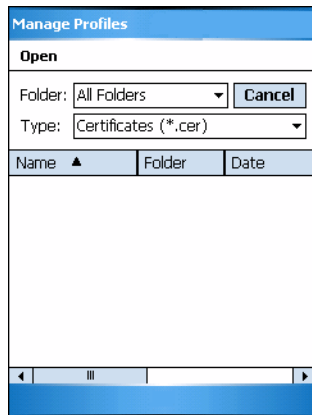 Manage Profiles
Open
Folder: All Folders Cancel
Type: Certificates (*.cer)
Name Folder Date